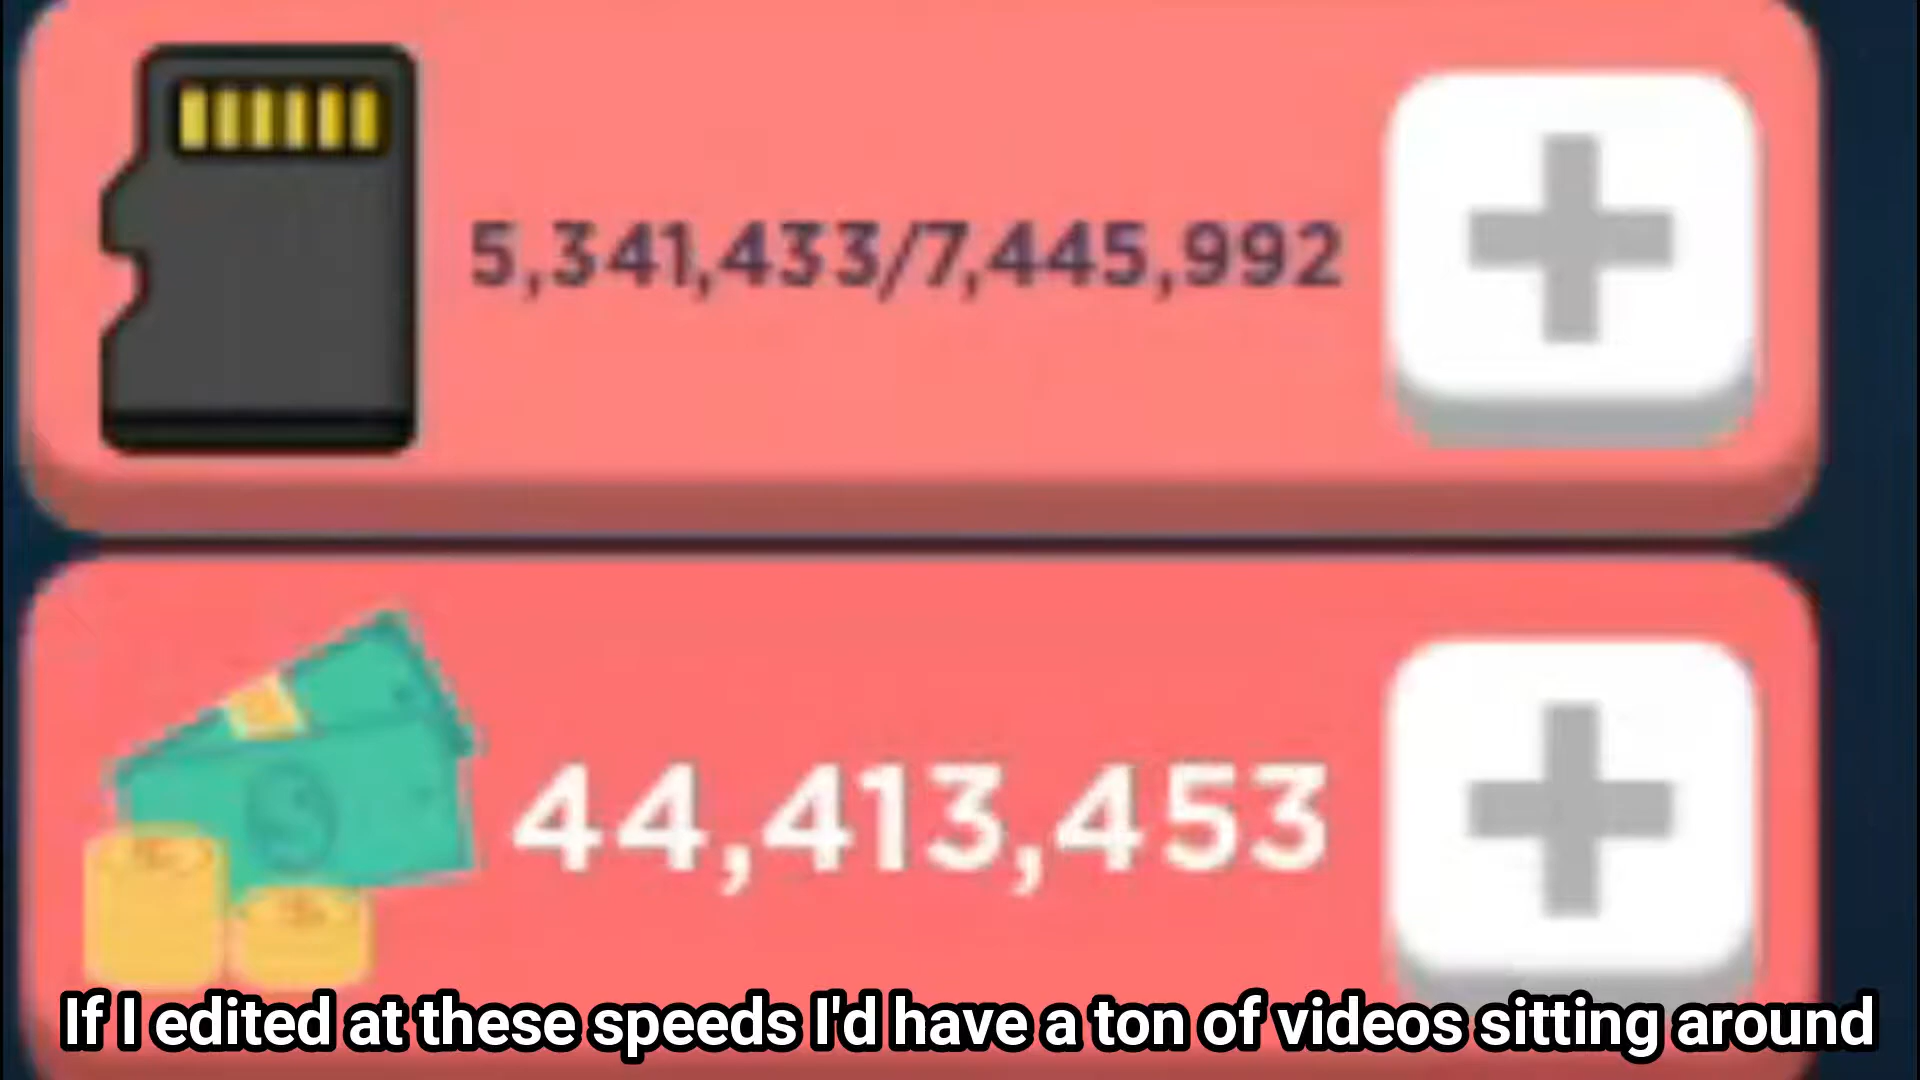 5,341,433/7,445,992
44,413,453
If I edited at these speeds I'd have a ton of videos sitting around